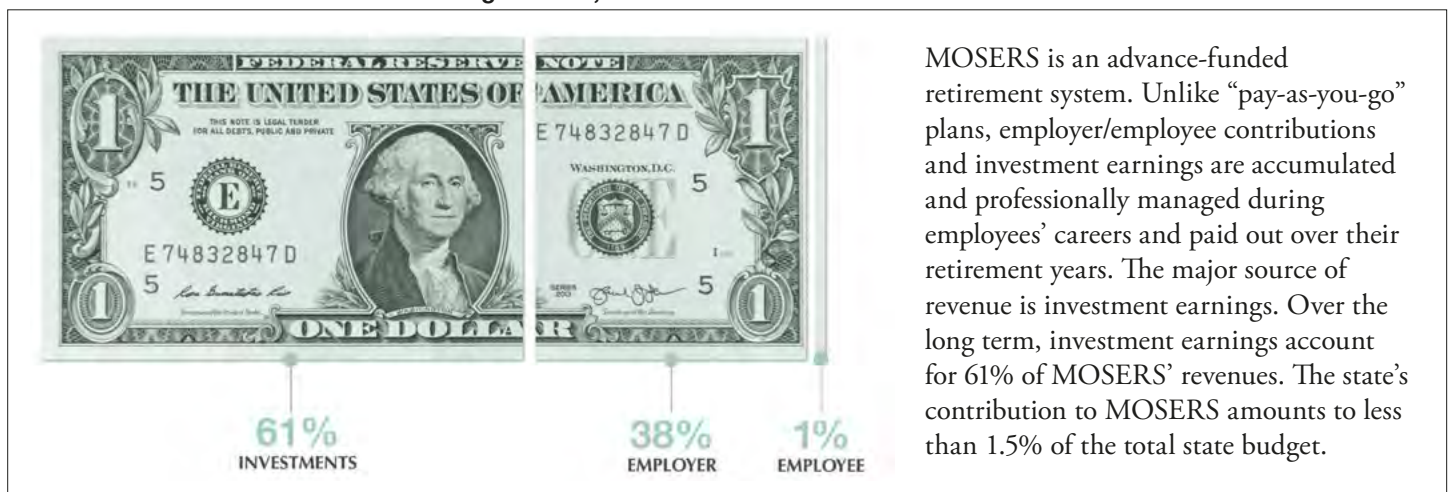 FEDERAL RESERVE NOTE
THE UNITED STATES OF AMERICA
THIS NOTE IS LEGAL TENDER
FOR ALL DEBTS, PUBLIC AND PRIVATE
E 74832847 D
WASHINGTON, D.C.
5
5
E
E 74832847 D
5
SERIES
2013
5
1
1
1
1
ONE DOLLAR
61%
INVESTMENTS
38%
EMPLOYER
1%
EMPLOYEE
MOSERS is an advance-funded
retirement system. Unlike “pay-as-you-go”
plans, employer/employee contributions
and investment earnings are accumulated
and professionally managed during
employees’ careers and paid out over their
retirement years. The major source of
revenue is investment earnings. Over the
long term, investment earnings account
for 61% of MOSERS’ revenues. The state’s
contribution to MOSERS amounts to less
than 1.5% of the total state budget.